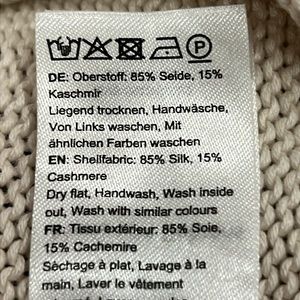 P
DE: Oberstoff: 85% Seide, 15%
Kaschmir
Liegend trocknen, Handwäsche,
Von Links waschen, Mit
ähnlichen Farben waschen
EN: Shellfabric: 85% Silk, 15%
Cashmere
Dry flat, Handwash, Wash inside
out, Wash with similar colours
FR: Tissu extérieur: 85% Soie,
15% Cachemire
Séchage à plat, Lavage à la
main, Laver le vêtement